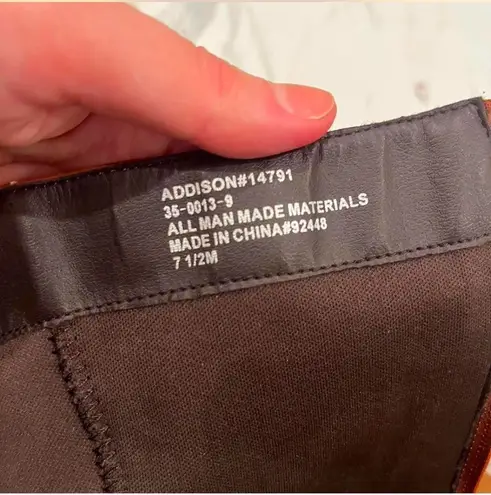 ADDISON#14791
35-0013-9
ALL MAN MADE MATERIALS
MADE IN CHINA#92448
7 1/2M